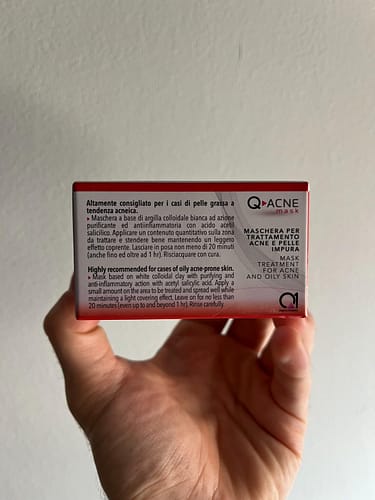 Altamente consigliato per i casi di pelle grassa a
tendenza acneica.
▸ Maschera a base di argilla colloidale bianca ad azione
purificante ed antiinfiammatoria con acido acetil
salicilico. Applicare un contenuto quantitativo sulla zona
da trattare e stendere bene mantenendo un leggero
effetto coprente. Lasciare in posa non meno di 20 minuti
(anche fino ed oltre ad 1 hr). Risciacquare con cura.
Highly recommended for cases of oily acne-prone skin.
▸ Mask based on white colloidal clay with purifying and
anti-inflammatory action with acetyl salicylic acid. Apply a
small amount on the area to be treated and spread well while
maintaining a light covering effect. Leave on for no less than
20 minutes (even up to and beyond 1 hr). Rinse carefully.
Q▸ACNE
mask
MASCHERA PER
TRATTAMENTO
ACNE E PELLE
IMPURA
MASK
TREATMENT
FOR ACNE
AND OILY SKIN